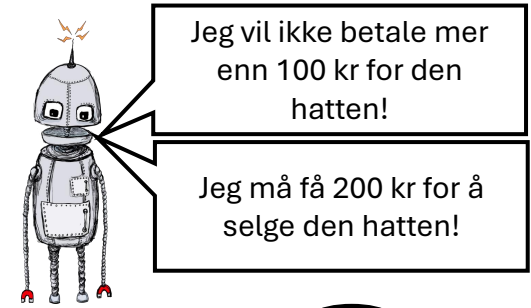 Jeg vil ikke betale mer
enn 100 kr for den
hatten!
Jeg må få 200 kr for å
selge den hatten!